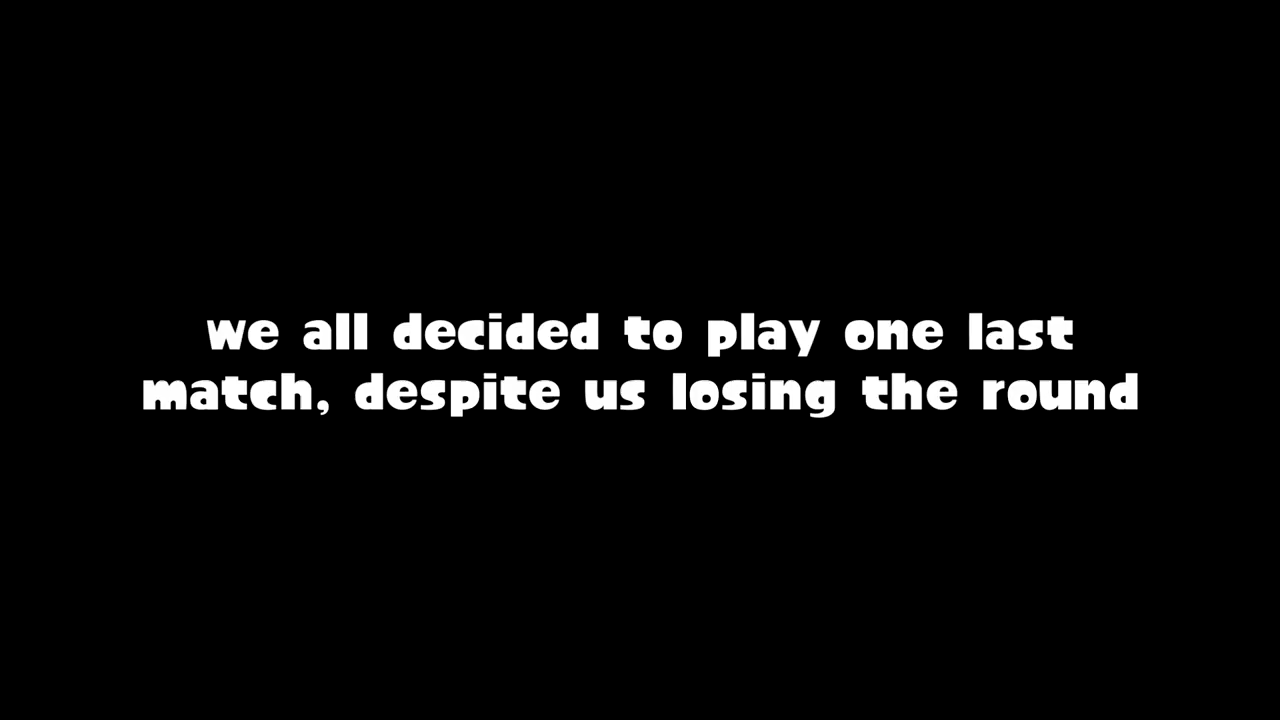 we all decided to play one last
match, despite us losing the round